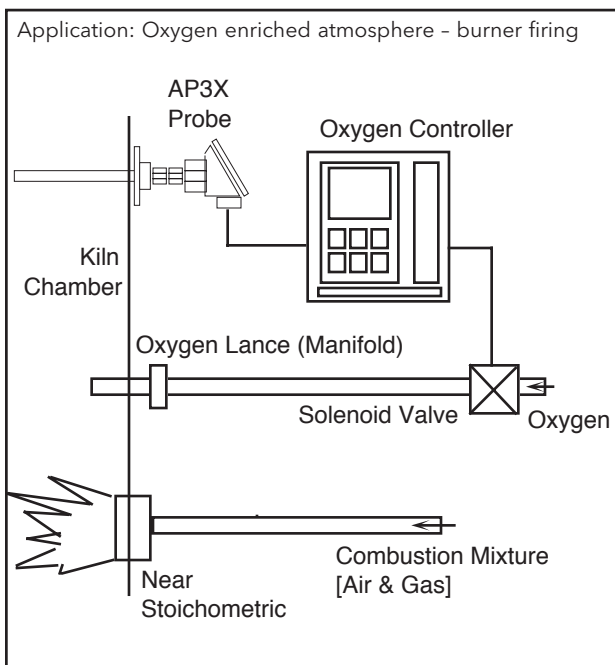 Application: Oxygen enriched atmosphere – burner firing
AP3X
Probe
Oxygen Controller
Kiln
Chamber
Oxygen Lance (Manifold)
Solenoid Valve
Oxygen
Combustion Mixture
[Air & Gas]
Near
Stoichometric